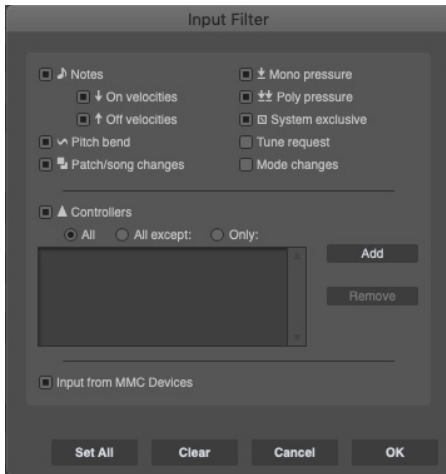 Input Filter
Notes
On velocities
Off velocities
Pitch bend
Patch/song changes
Mono pressure
Poly pressure
System exclusive
Tune request
Mode changes
Controllers
All All except: Only:
Add
Remove
Input from MMC Devices
Set All Clear Cancel OK